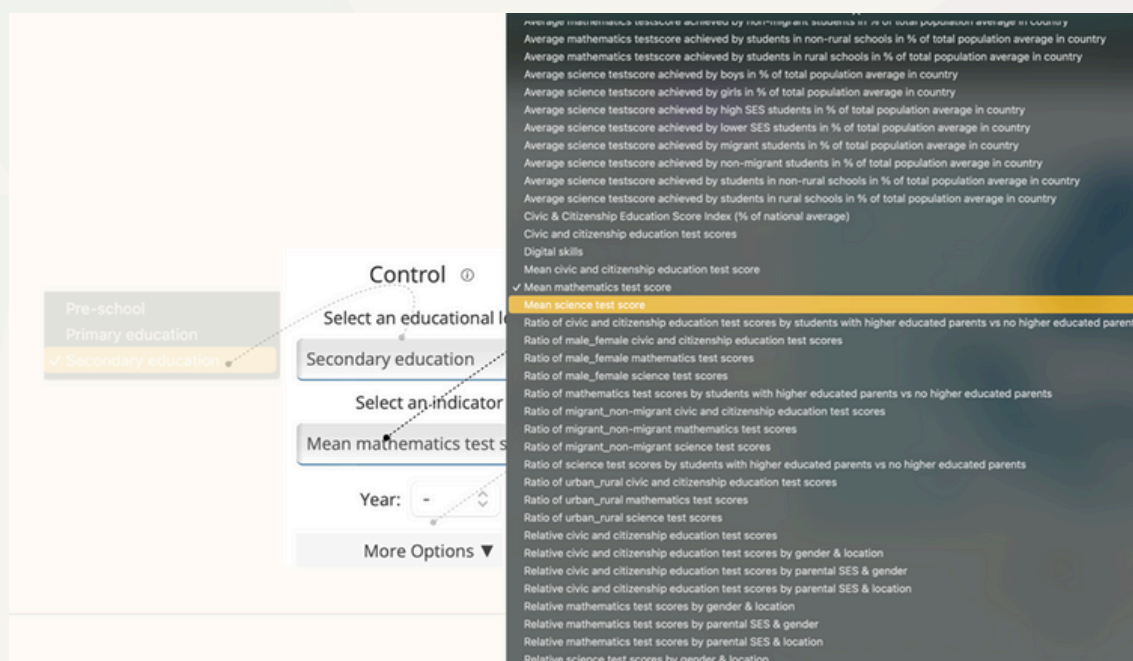 Pre-school
Primary education
✓ Secondary education
Control ⓘ
Select an educational l
Secondary education
Select an indicator
Mean mathematics test s
Year: -
More Options ▼
Average mathematics testscore achieved by non-migrant students in % of total population average in country
Average mathematics testscore achieved by students in non-rural schools in % of total population average in country
Average mathematics testscore achieved by students in rural schools in % of total population average in country
Average science testscore achieved by boys in % of total population average in country
Average science testscore achieved by girls in % of total population average in country
Average science testscore achieved by high SES students in % of total population average in country
Average science testscore achieved by lower SES students in % of total population average in country
Average science testscore achieved by migrant students in % of total population average in country
Average science testscore achieved by non-migrant students in % of total population average in country
Average science testscore achieved by students in non-rural schools in % of total population average in country
Average science testscore achieved by students in rural schools in % of total population average in country
Civic & Citizenship Education Score Index (% of national average)
Civic and citizenship education test scores
Digital skills
Mean civic and citizenship education test score
✓ Mean mathematics test score
Mean science test score
Ratio of civic and citizenship education test scores by students with higher educated parents vs no higher educated parent
Ratio of male_female civic and citizenship education test scores
Ratio of male_female mathematics test scores
Ratio of male_female science test scores
Ratio of mathematics test scores by students with higher educated parents vs no higher educated parents
Ratio of migrant_non-migrant civic and citizenship education test scores
Ratio of migrant_non-migrant mathematics test scores
Ratio of migrant_non-migrant science test scores
Ratio of science test scores by students with higher educated parents vs no higher educated parents
Ratio of urban_rural civic and citizenship education test scores
Ratio of urban_rural mathematics test scores
Ratio of urban_rural science test scores
Relative civic and citizenship education test scores
Relative civic and citizenship education test scores by gender & location
Relative civic and citizenship education test scores by parental SES & gender
Relative civic and citizenship education test scores by parental SES & location
Relative mathematics test scores by gender & location
Relative mathematics test scores by parental SES & gender
Relative mathematics test scores by parental SES & location
Relative science test scores by gender & location